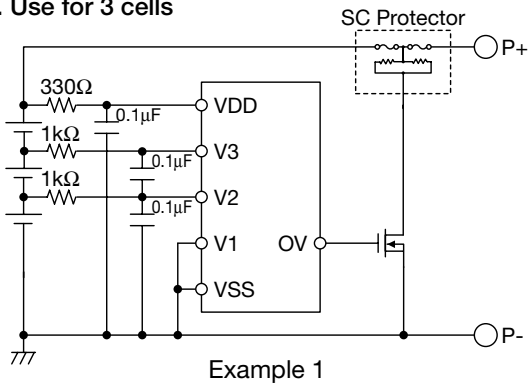 . Use for 3 cells
SC Protector
P+
330Ω
0.1μF
VDD
1kΩ
0.1μF
V3
1kΩ
0.1μF
V2
V1
OV
VSS
P-
Example 1